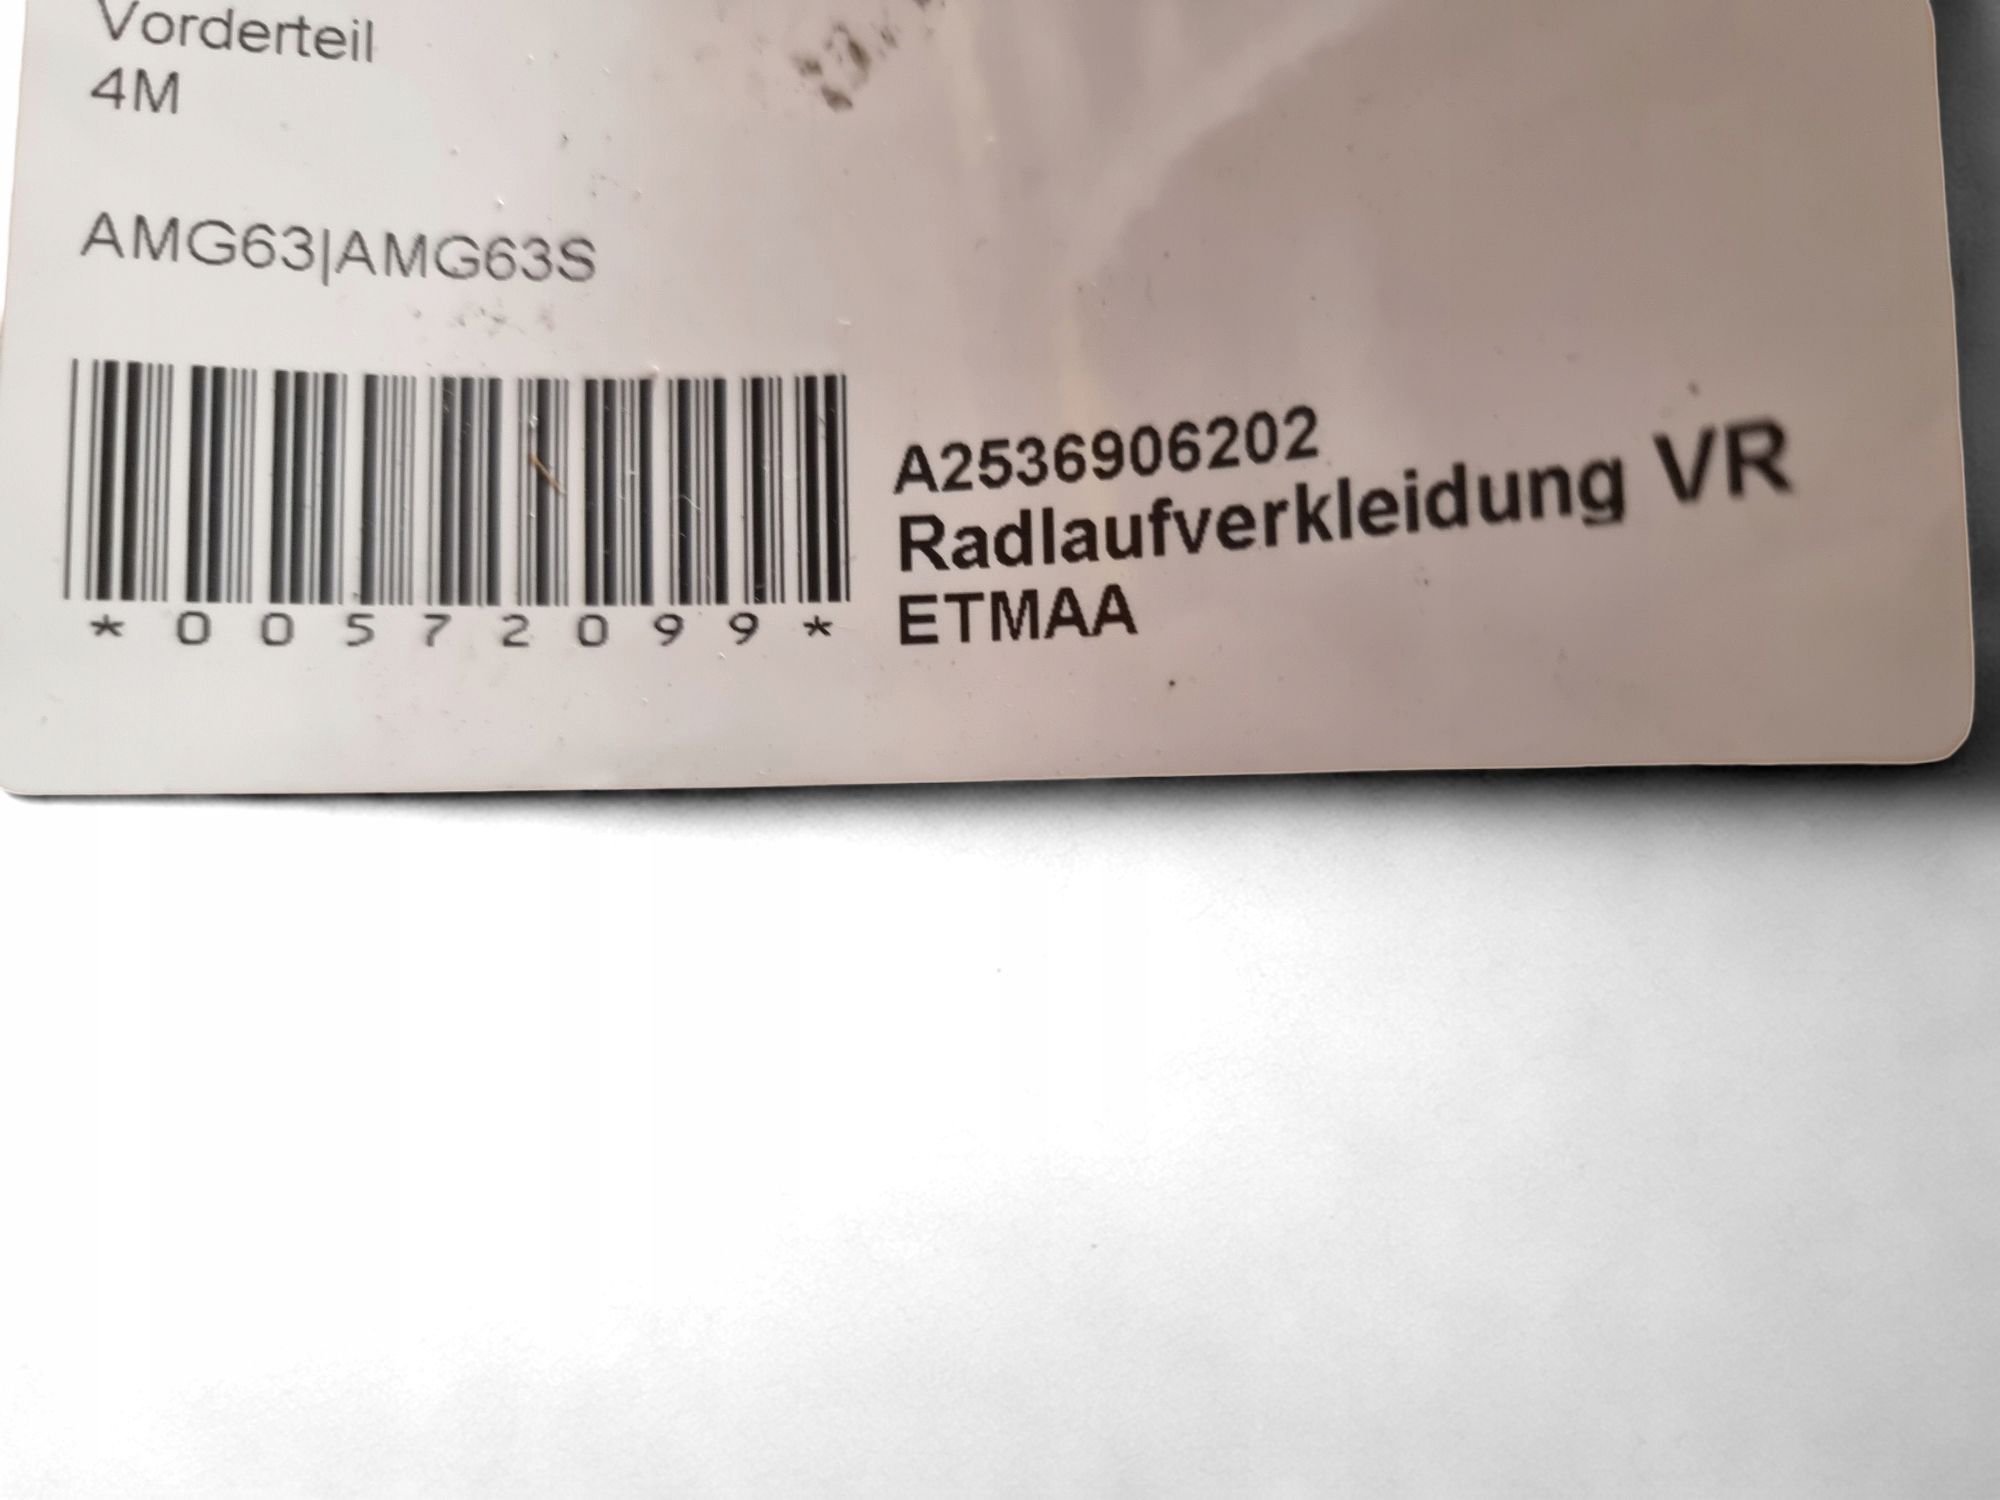 Vorderteil
4M
AMG63|AMG63S
*00572099*
A2536906202
Radlaufverkleidung VR
ETMAA